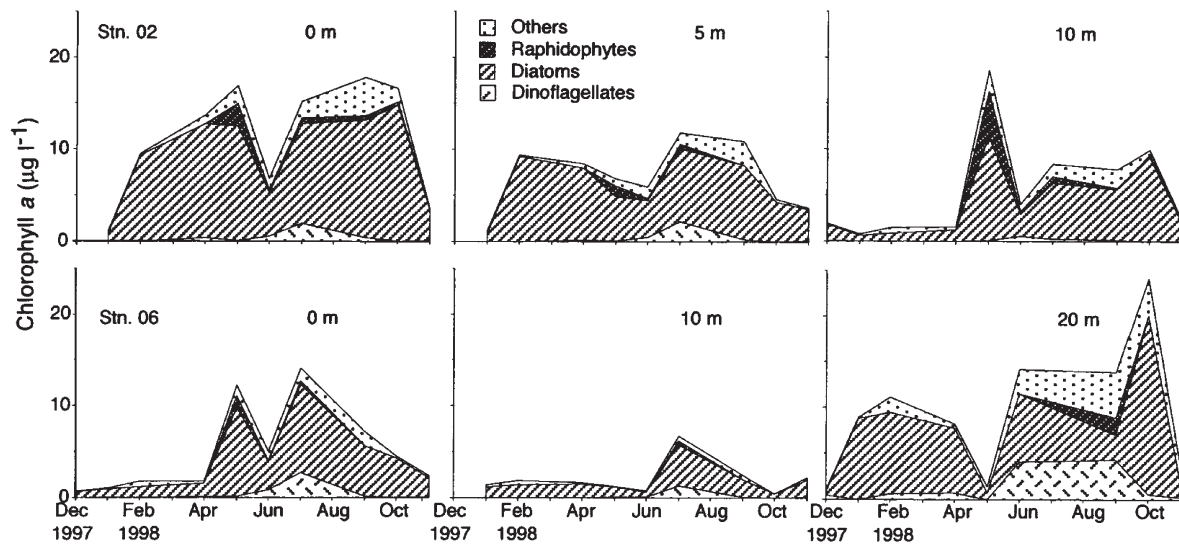 Chlorophyll a (µg l⁻¹)
20
10
0
Stn. 02
0 m
5 m
Others
Raphidophytes
Diatoms
Dinoflagellates
10 m
20
10
0
Stn. 06
0 m
10 m
20 m
Dec Feb Apr Jun Aug Oct
1997 1998
Dec Feb Apr Jun Aug Oct
1997 1998
Dec Feb Apr Jun Aug Oct
1997 1998